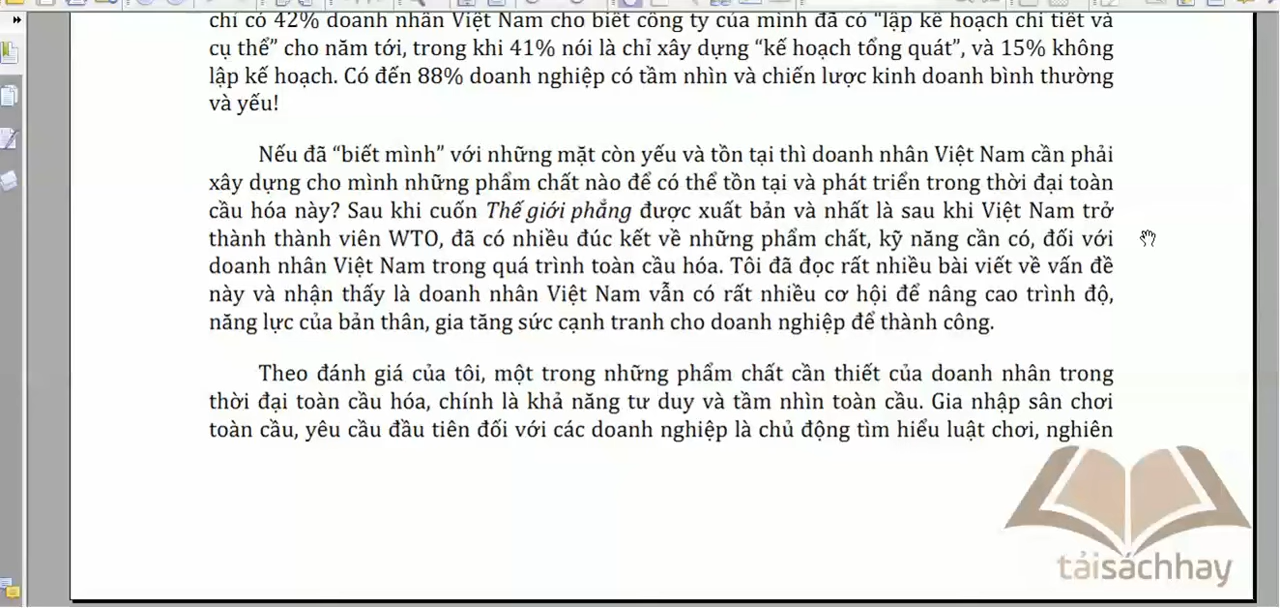 chỉ có 42% doanh nhân Việt Nam cho biết công ty của mình đã có “lập kế hoạch chi tiết và
cụ thể” cho năm tới, trong khi 41% nói là chỉ xây dựng “kế hoạch tổng quát”, và 15% không
lập kế hoạch. Có đến 88% doanh nghiệp có tầm nhìn và chiến lược kinh doanh bình thường
và yếu!
Nếu đã “biết mình” với những mặt còn yếu và tồn tại thì doanh nhân Việt Nam cần phải
xây dựng cho mình những phẩm chất nào để có thể tồn tại và phát triển trong thời đại toàn
cầu hóa này? Sau khi cuốn Thế giới phẳng được xuất bản và nhất là sau khi Việt Nam trở
thành thành viên WTO, đã có nhiều đúc kết về những phẩm chất, kỹ năng cần có, đối với
doanh nhân Việt Nam trong quá trình toàn cầu hóa. Tôi đã đọc rất nhiều bài viết về vấn đề
này và nhận thấy là doanh nhân Việt Nam vẫn có rất nhiều cơ hội để nâng cao trình độ,
năng lực của bản thân, gia tăng sức cạnh tranh cho doanh nghiệp để thành công.
Theo đánh giá của tôi, một trong những phẩm chất cần thiết của doanh nhân trong
thời đại toàn cầu hóa, chính là khả năng tư duy và tầm nhìn toàn cầu. Gia nhập sân chơi
toàn cầu, yêu cầu đầu tiên đối với các doanh nghiệp là chủ động tìm hiểu luật chơi, nghiên
tảisáchhay